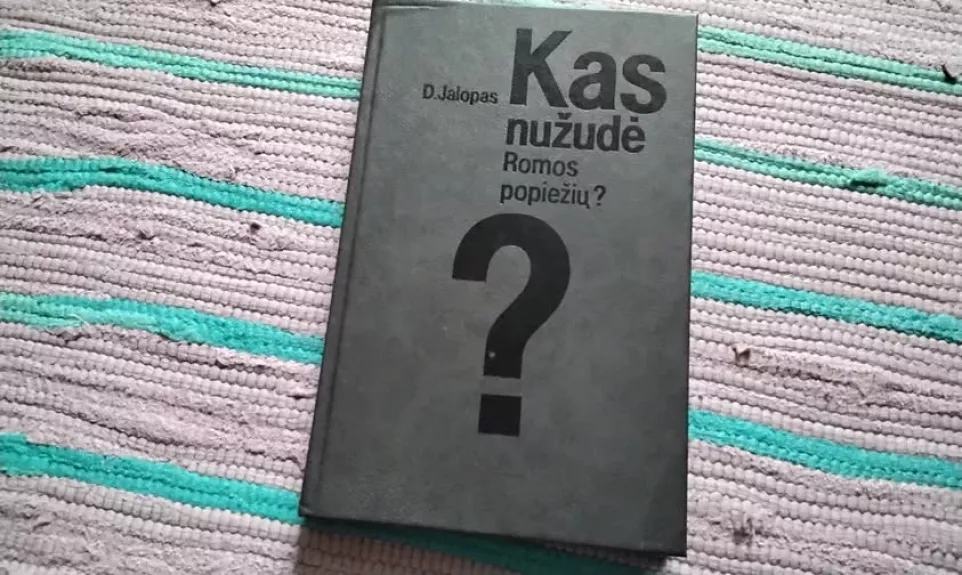 D.Jalopas Kas
nužudė
Romos
popiežių?
?